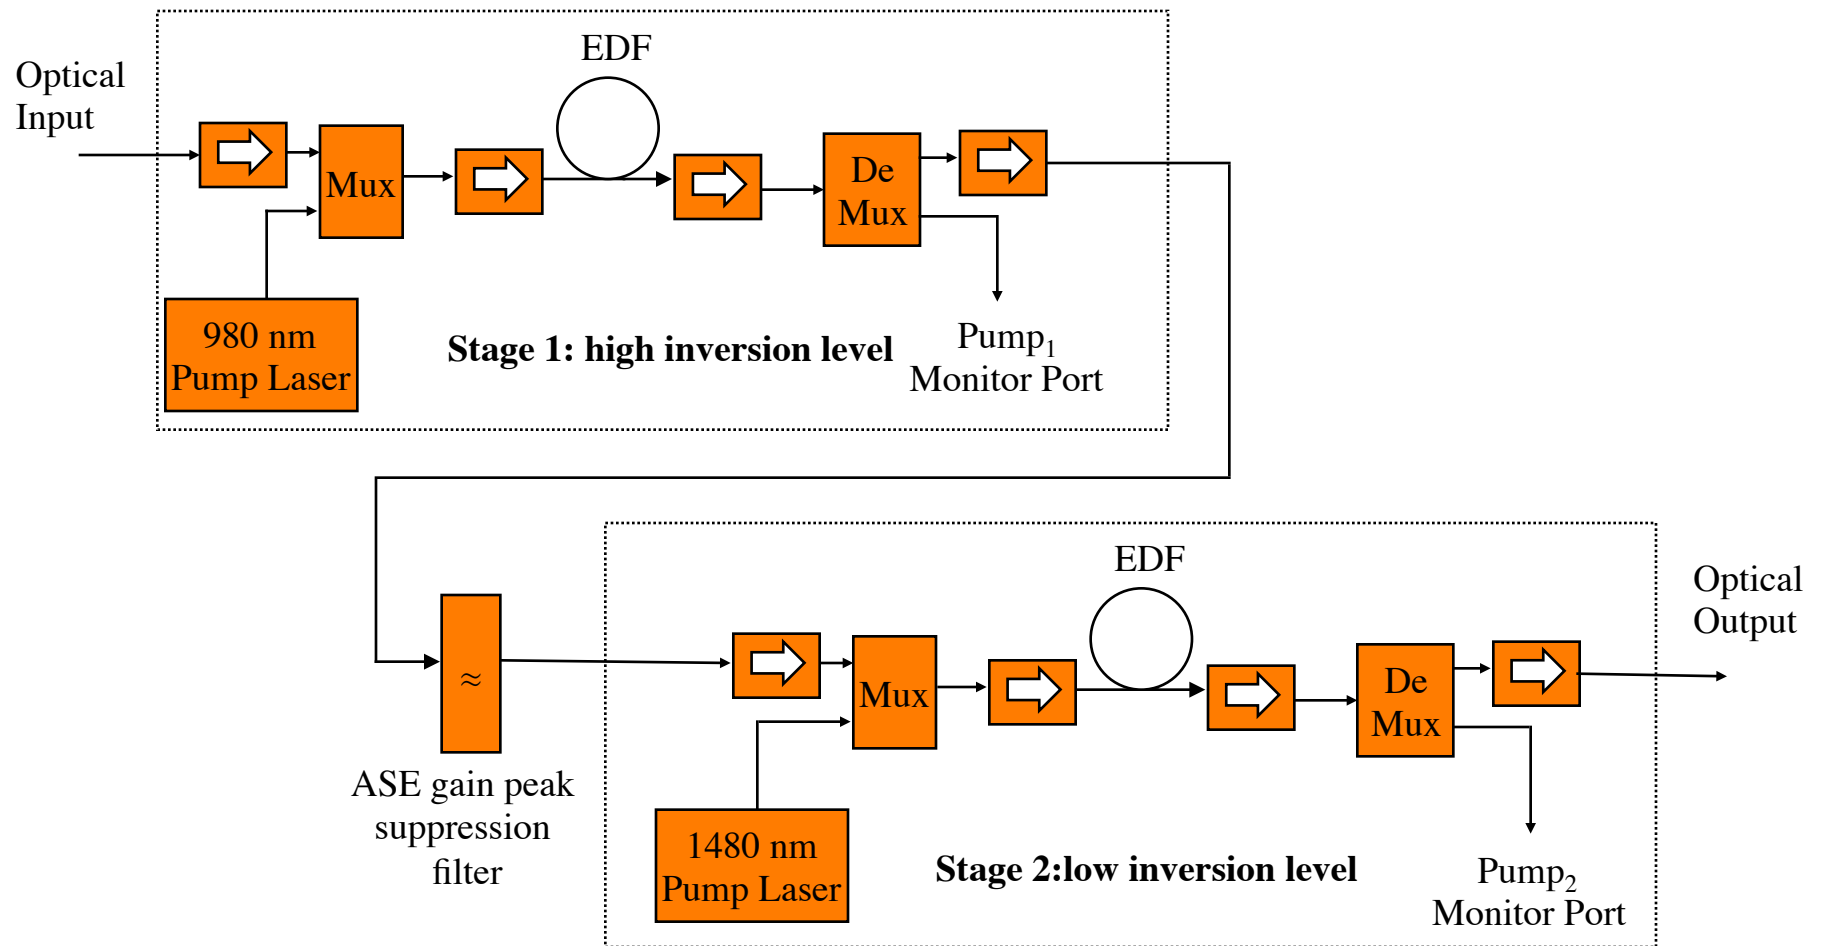 Optical
Input
EDF
Mux
De
Mux
980 nm
Pump Laser
Stage 1: high inversion level
Pump₁
Monitor Port
≈
ASE gain peak
suppression
filter
EDF
Mux
De
Mux
Optical
Output
1480 nm
Pump Laser
Stage 2:low inversion level
Pump₂
Monitor Port